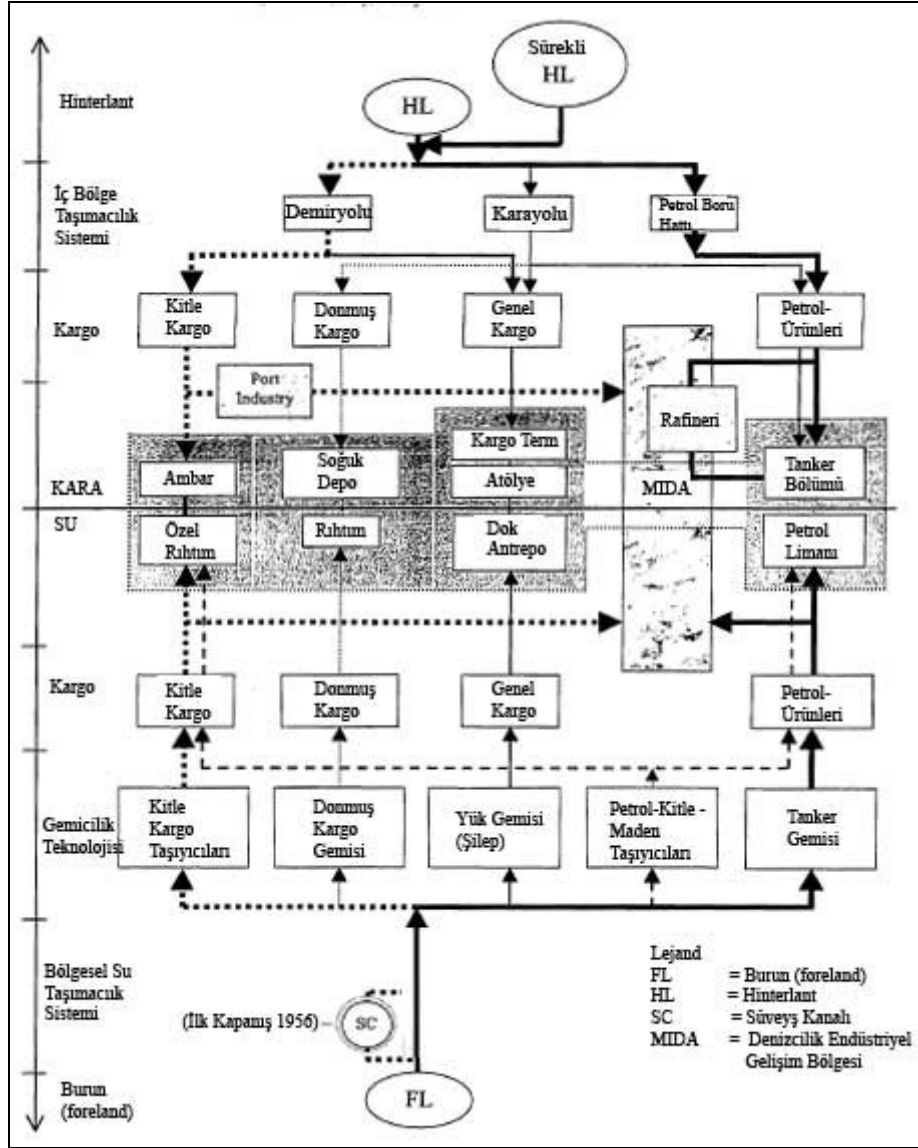 Sürekli
HL
HL
Hinterlant
İç Bölge
Taşımacılık
Sistemi
Demiryolu
Karayolu
Petrol Boru
Hattı
Kargo
Kitle
Kargo
Donmuş
Kargo
Genel
Kargo
Petrol-
Ürünleri
Port
Industry
Rafineri
KARA
Ambar
Soğuk
Depo
Kargo Term
Atölye
MIDA
Tanker
Bölümü
SU
Özel
Rıhtım
Rıhtım
Dok
Antrepo
Petrol
Limanı
Kargo
Kitle
Kargo
Donmuş
Kargo
Genel
Kargo
Petrol-
Ürünleri
Gemicilik
Teknolojisi
Kitle
Kargo
Taşıyıcıları
Donmuş
Kargo
Gemisi
Yük Gemisi
(Şilep)
Petrol-Kitle -
Maden
Taşıyıcıları
Tanker
Gemisi
Bölgesel Su
Taşımacıık
Sistemi
(İlk Kapanış 1956)
SC
Lejand
FL = Burun (foreland)
HL = Hinterlant
SC = Süveyş Kanalı
MIDA = Denizcilik Endüstriyel
Gelişim Bölgesi
Burun
(foreland)
FL